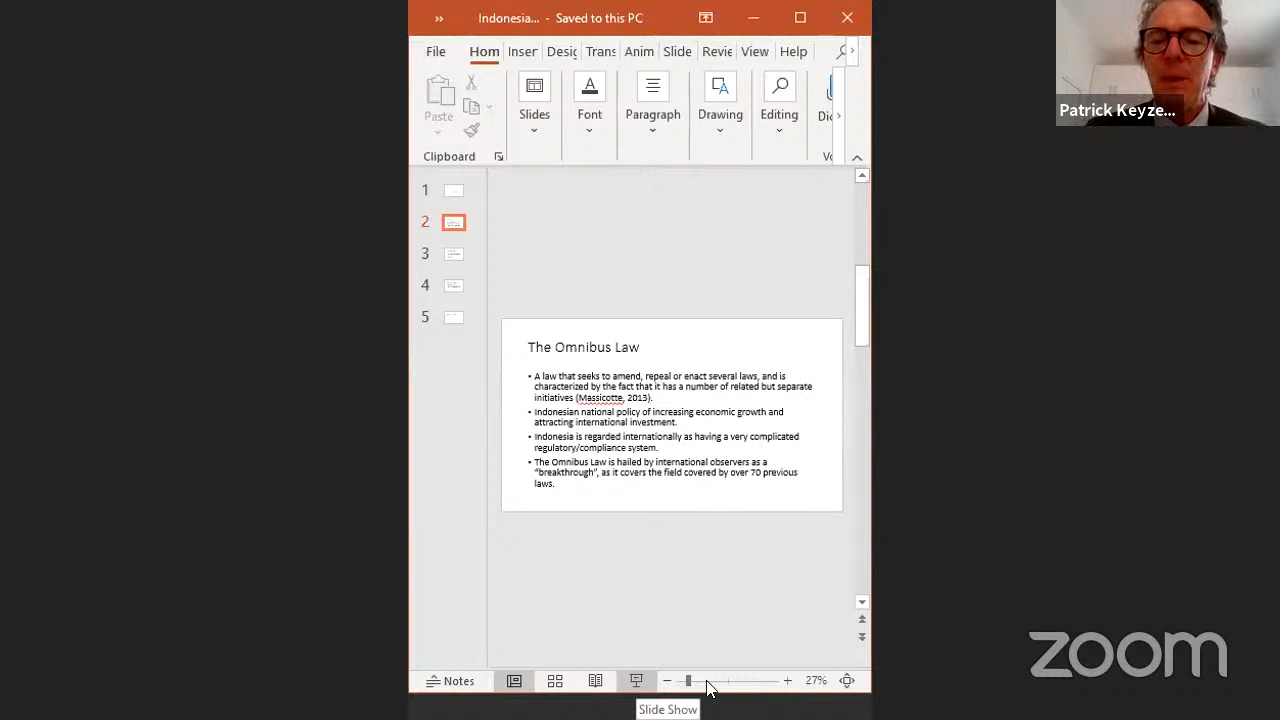 Indonesia... - Saved to this PC
File Hom Inser Desig Trans Anim Slide Revie View Help
Paste
Slides
Font
Paragraph
Drawing
Editing
Clipboard
1
2
3
4
5
The Omnibus Law
• A law that seeks to amend, repeal or enact several laws, and is
characterized by the fact that it has a number of related but separate
initiatives (Massicotte, 2013).
• Indonesian national policy of increasing economic growth and
attracting international investment.
• Indonesia is regarded internationally as having a very complicated
regulatory/compliance system.
• The Omnibus Law is hailed by international observers as a
“breakthrough”, as it covers the field covered by over 70 previous
laws.
Notes
27%
Slide Show
Patrick Keyze...
zoom